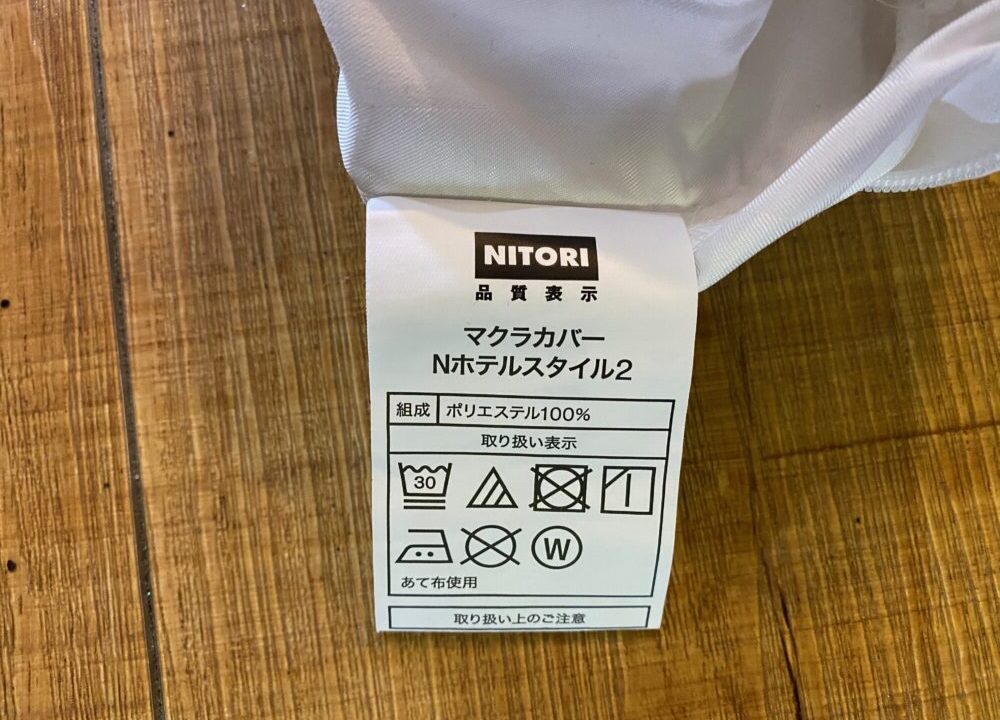 NITORI
品質表示
マクラカバー
Nホテルスタイル2
組成 ポリエステル100%
取り扱い表示
30
W
あて布使用
取り扱い上のご注意